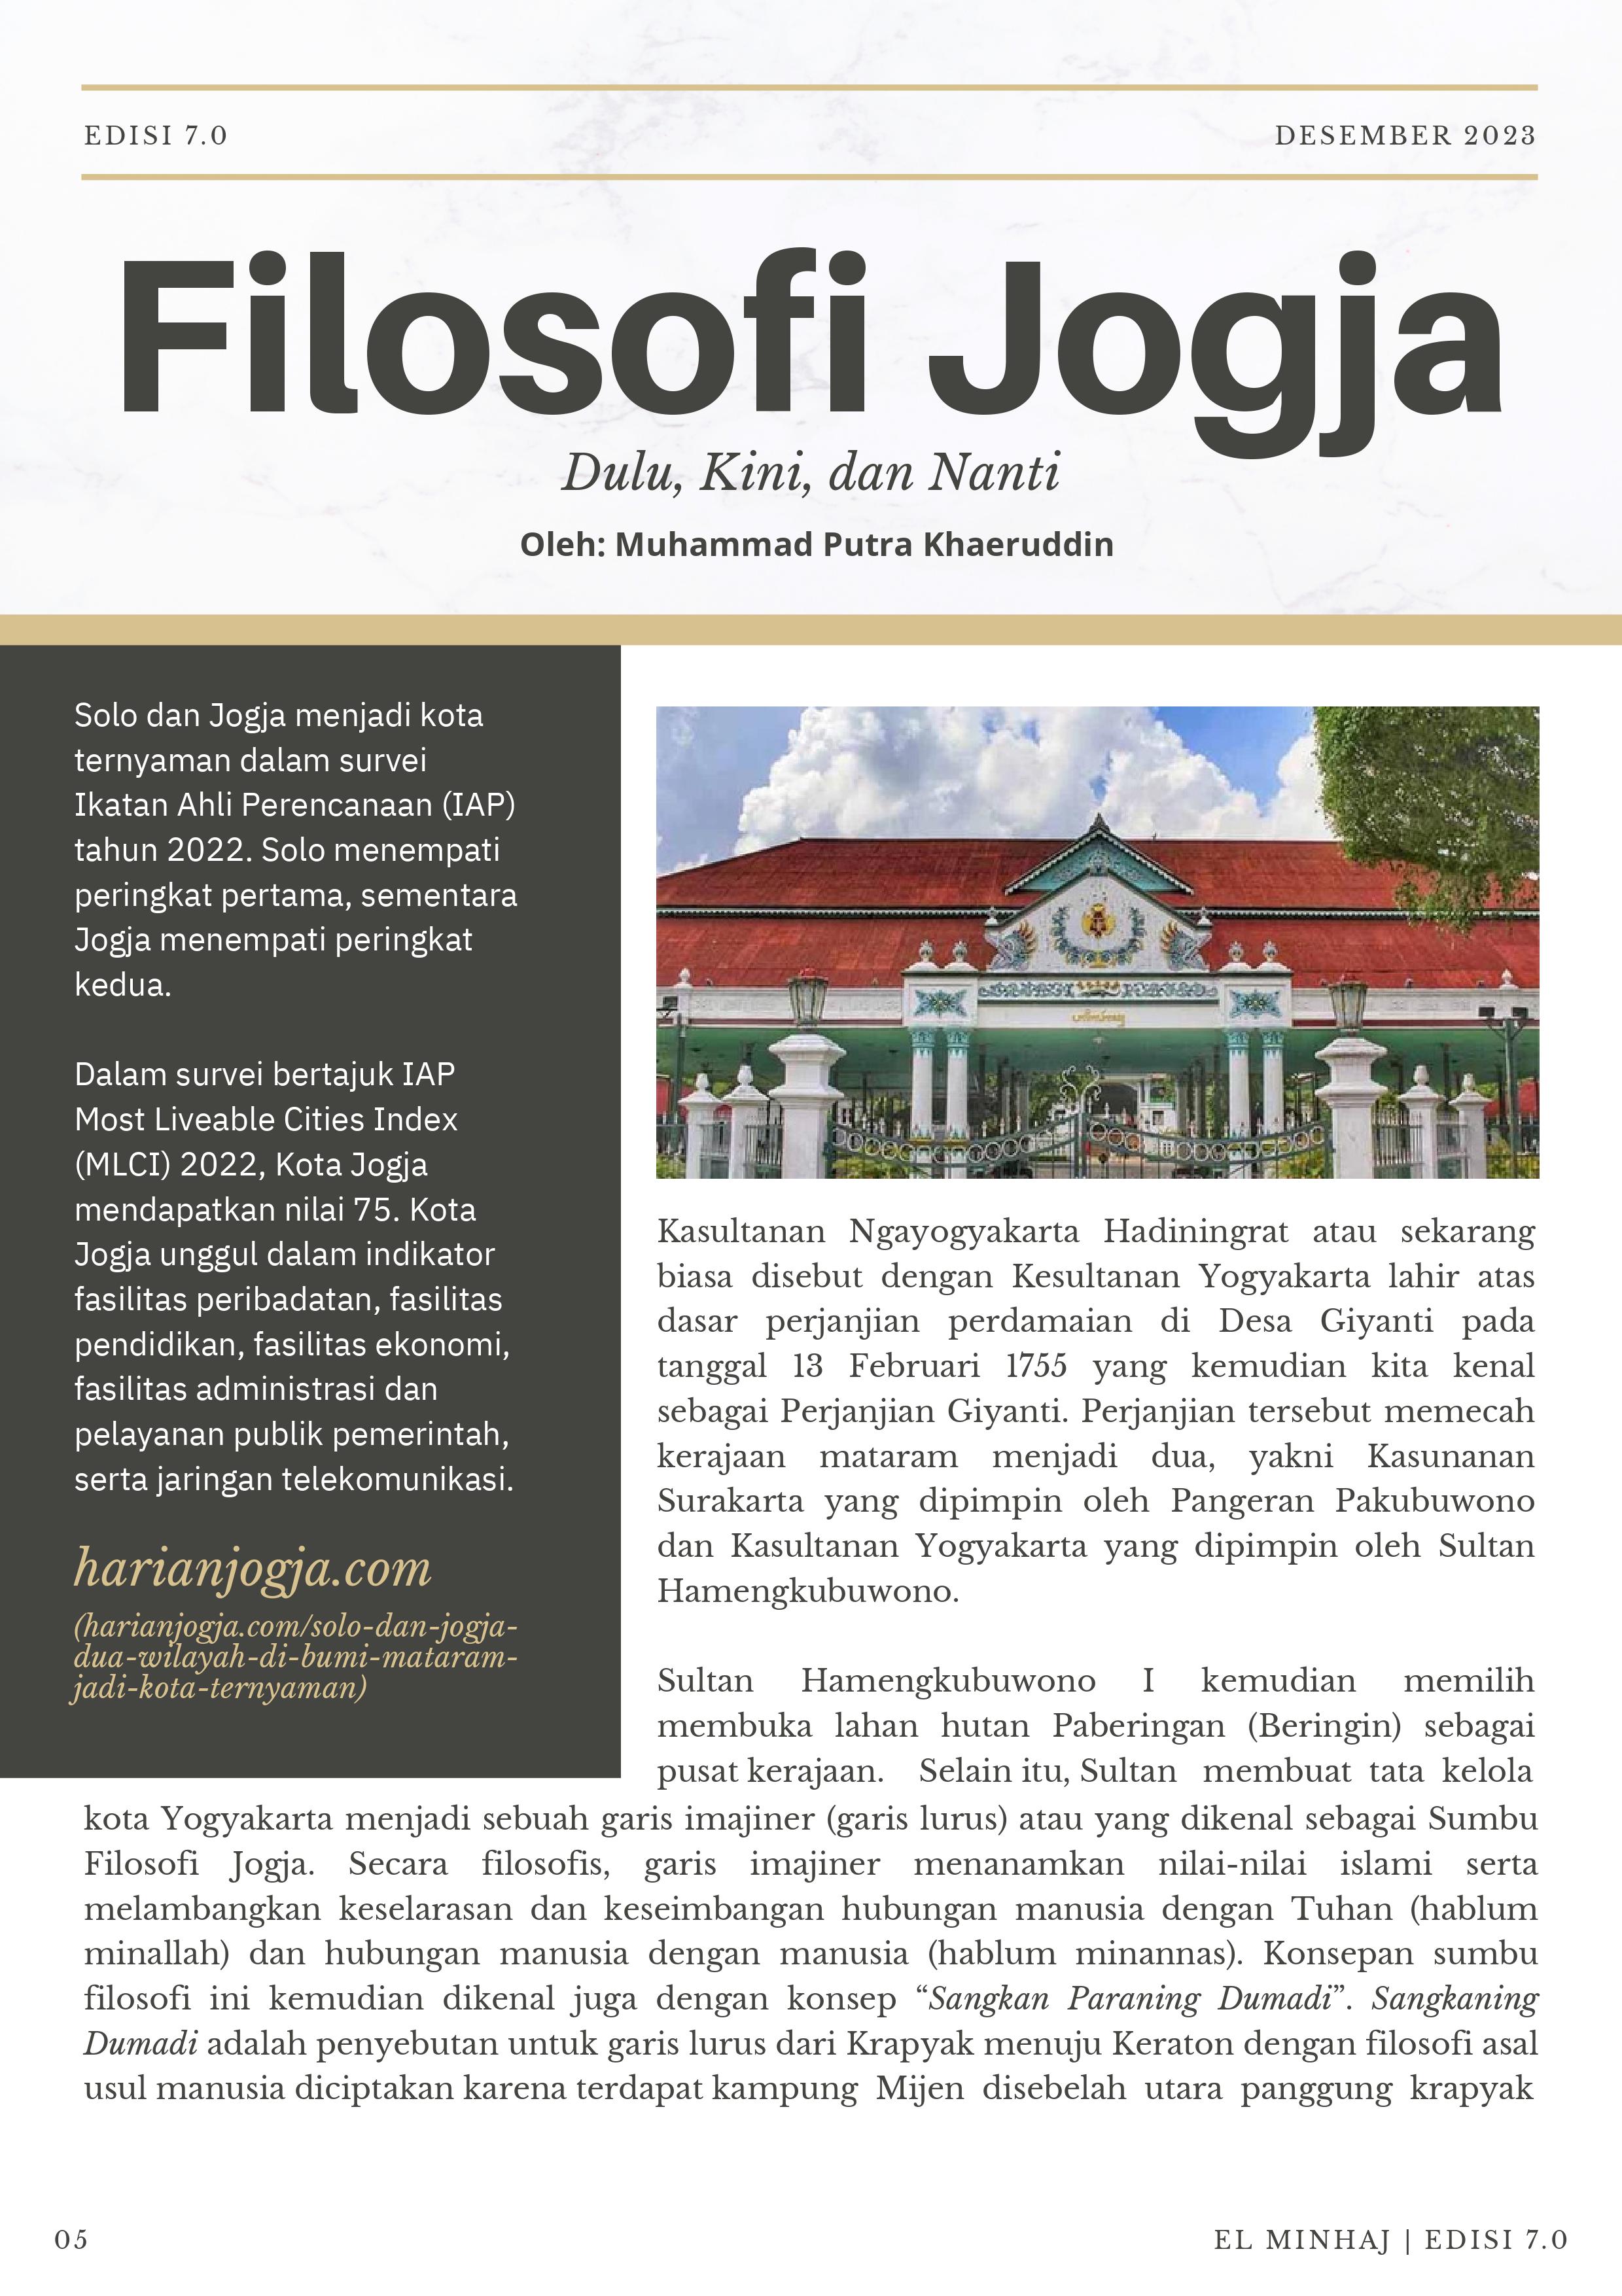 EDISI 7.0
DESEMBER 2023
Filosofi Jogja
Dulu, Kini, dan Nanti
Oleh: Muhammad Putra Khaeruddin
Solo dan Jogja menjadi kota
ternyaman dalam survei
Ikatan Ahli Perencanaan (IAP)
tahun 2022. Solo menempati
peringkat pertama, sementara
Jogja menempati peringkat
kedua.
Dalam survei bertajuk IAP
Most Liveable Cities Index
(MLCI) 2022, Kota Jogja
mendapatkan nilai 75. Kota
Jogja unggul dalam indikator
fasilitas peribadatan, fasilitas
pendidikan, fasilitas ekonomi,
fasilitas administrasi dan
pelayanan publik pemerintah,
serta jaringan telekomunikasi.
harianjogja.com
(harianjogja.com/solo-dan-jogja-
dua-wilayah-di-bumi-mataram-
jadi-kota-ternyaman)
Kasultanan Ngayogyakarta Hadiningrat atau sekarang
biasa disebut dengan Kesultanan Yogyakarta lahir atas
dasar perjanjian perdamaian di Desa Giyanti pada
tanggal 13 Februari 1755 yang kemudian kita kenal
sebagai Perjanjian Giyanti. Perjanjian tersebut memecah
kerajaan mataram menjadi dua, yakni Kasunanan
Surakarta yang dipimpin oleh Pangeran Pakubuwono
dan Kasultanan Yogyakarta yang dipimpin oleh Sultan
Hamengkubuwono.
Sultan Hamengkubuwono I kemudian memilih
membuka lahan hutan Paberingan (Beringin) sebagai
pusat kerajaan. Selain itu, Sultan membuat tata kelola
kota Yogyakarta menjadi sebuah garis imajiner (garis lurus) atau yang dikenal sebagai Sumbu
Filosofi Jogja. Secara filosofis, garis imajiner menanamkan nilai-nilai islami serta
melambangkan keselarasan dan keseimbangan hubungan manusia dengan Tuhan (hablum
minallah) dan hubungan manusia dengan manusia (hablum minannas). Konsepan sumbu
filosofi ini kemudian dikenal juga dengan konsep “Sangkan Paraning Dumadi”. Sangkaning
Dumadi adalah penyebutan untuk garis lurus dari Krapyak menuju Keraton dengan filosofi asal
usul manusia diciptakan karena terdapat kampung Mijen disebelah utara panggung krapyak
05
EL MINHAJ | EDISI 7.0